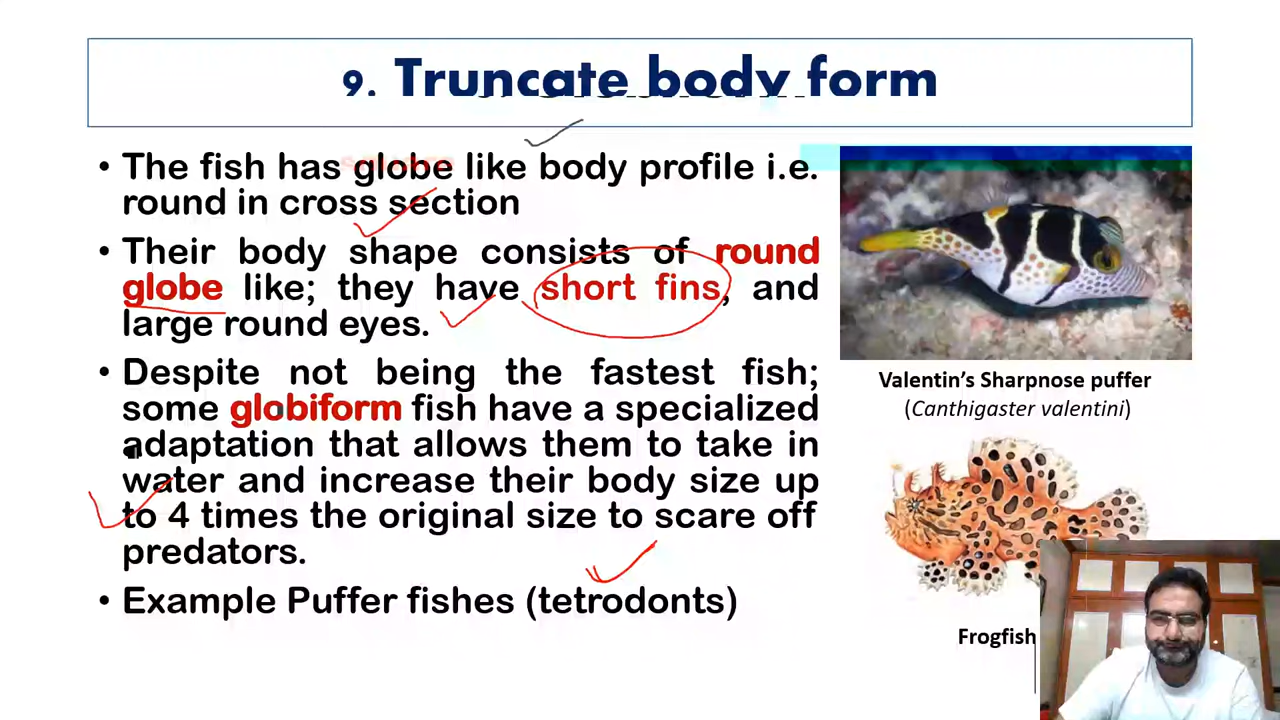 9. Truncate body form
• The fish has globe like body profile i.e.
round in cross section
• Their body shape consists of round
globe like; they have short fins, and
large round eyes.
• Despite not being the fastest fish;
some globiform fish have a specialized
adaptation that allows them to take in
water and increase their body size up
to 4 times the original size to scare off
predators.
• Example Puffer fishes (tetrodonts)
Valentin's Sharpnose puffer
(Canthigaster valentini)
Frogfish